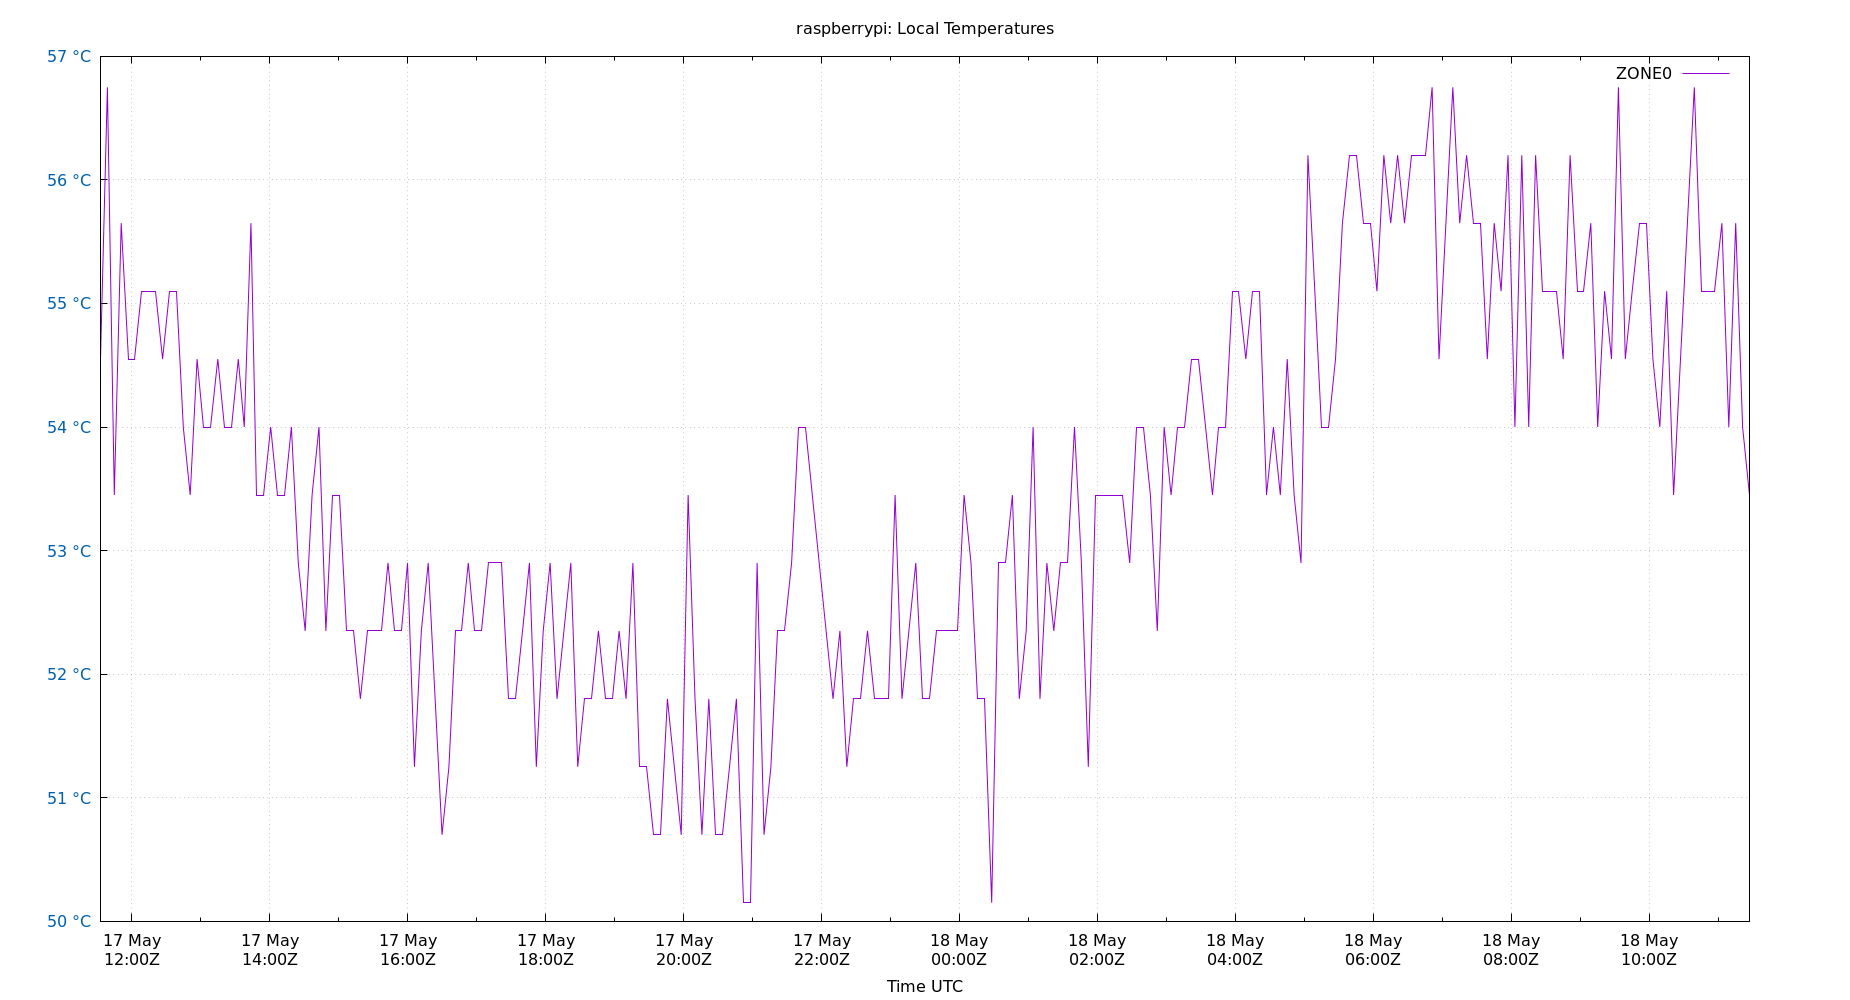 raspberrypi: Local Temperatures
ZONE0
57 °C
56 °C
55 °C
54 °C
53 °C
52 °C
51 °C
50 °C
17 May 17 May 17 May 17 May 17 May 17 May 18 May 18 May 18 May 18 May 18 May 18 May
12:00Z 14:00Z 16:00Z 18:00Z 20:00Z 22:00Z 00:00Z 02:00Z 04:00Z 06:00Z 08:00Z 10:00Z
Time UTC